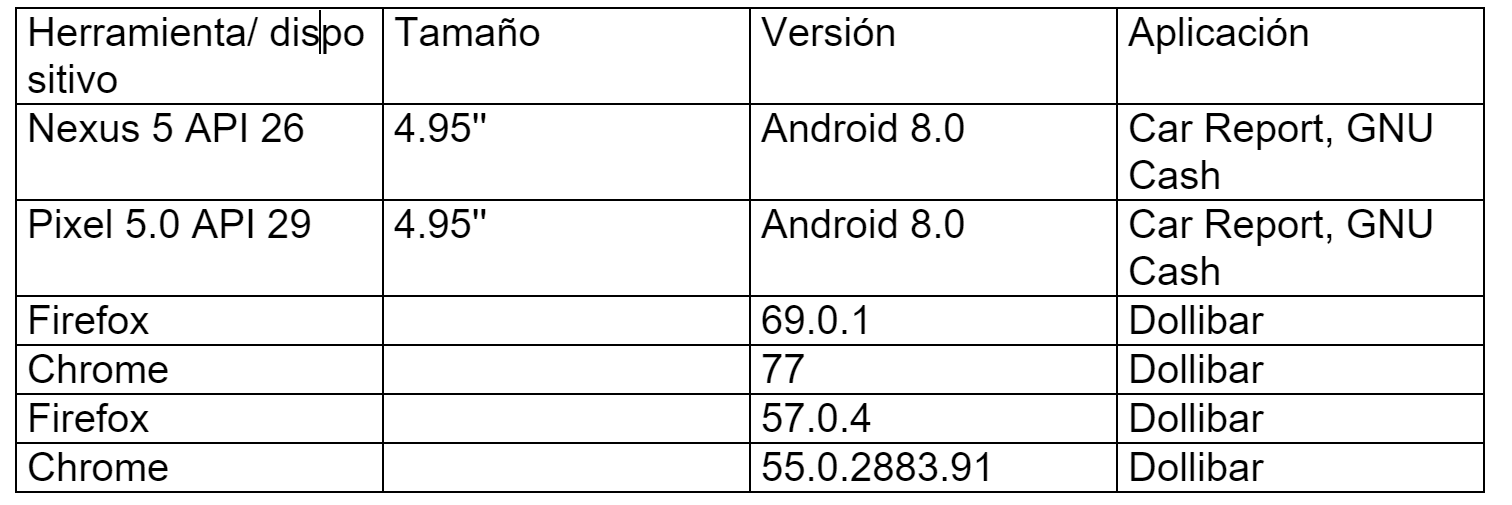 Herramienta/ dispo Tamaño Versión Aplicación
sitivo
Nexus 5 API 26 4.95" Android 8.0 Car Report, GNU
Cash
Pixel 5.0 API 29 4.95" Android 8.0 Car Report, GNU
Cash
Firefox 69.0.1 Dollibar
Chrome 77 Dollibar
Firefox 57.0.4 Dollibar
Chrome 55.0.2883.91 Dollibar